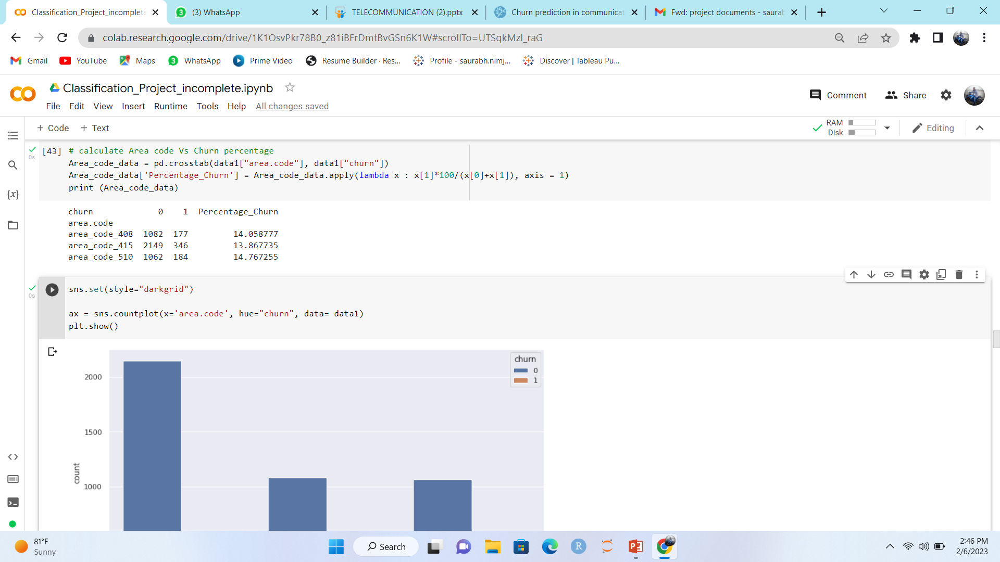 Classification_Project_incomplete
(3) WhatsApp
TELECOMMUNICATION (2).pptx
Churn prediction in communicat
Fwd: project documents - saurab
colab.research.google.com/drive/1K1OsvPkr78B0_z81iBFrDmtBvGSn6K1W#scrollTo=UTSqkMzl_raG
Gmail
YouTube
Maps
3 WhatsApp
Prime Video
Resume Builder · Res...
Profile - saurabh.nimj...
Discover | Tableau Pu...
Classification_Project_incomplete.ipynb
Comment
Share
File Edit View Insert Runtime Tools Help All changes saved
+ Code + Text
RAM
Disk
Editing
[43] # calculate Area code Vs Churn percentage
0s
Area_code_data = pd.crosstab(data1["area.code"], data1["churn"])
Area_code_data['Percentage_Churn'] = Area_code_data.apply(lambda x : x[1]*100/(x[0]+x[1]), axis = 1)
{x}
print (Area_code_data)
churn 0 1 Percentage_Churn
area.code
area_code_408 1082 177 14.058777
area_code_415 2149 346 13.867735
area_code_510 1062 184 14.767255
0s
sns.set(style="darkgrid")
ax = sns.countplot(x='area.code', hue="churn", data= data1)
plt.show()
churn
0
1
2000
1500
1000
count
81°F
Sunny
Search
2:46 PM
2/6/2023